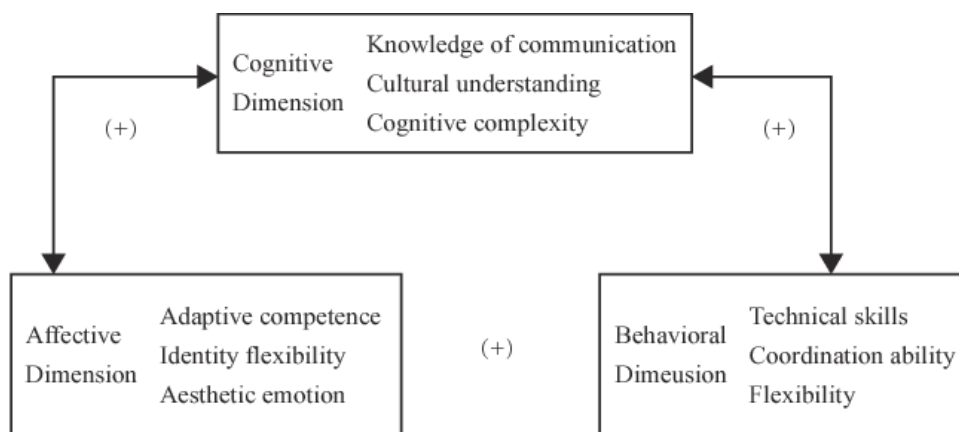 Cognitive
Dimension
Knowledge of communication
Cultural understanding
Cognitive complexity
(+)
(+)
Affective
Dimension
Adaptive competence
Identity flexibility
Aesthetic emotion
(+)
Behavioral
Dimeusion
Technical skills
Coordination ability
Flexibility